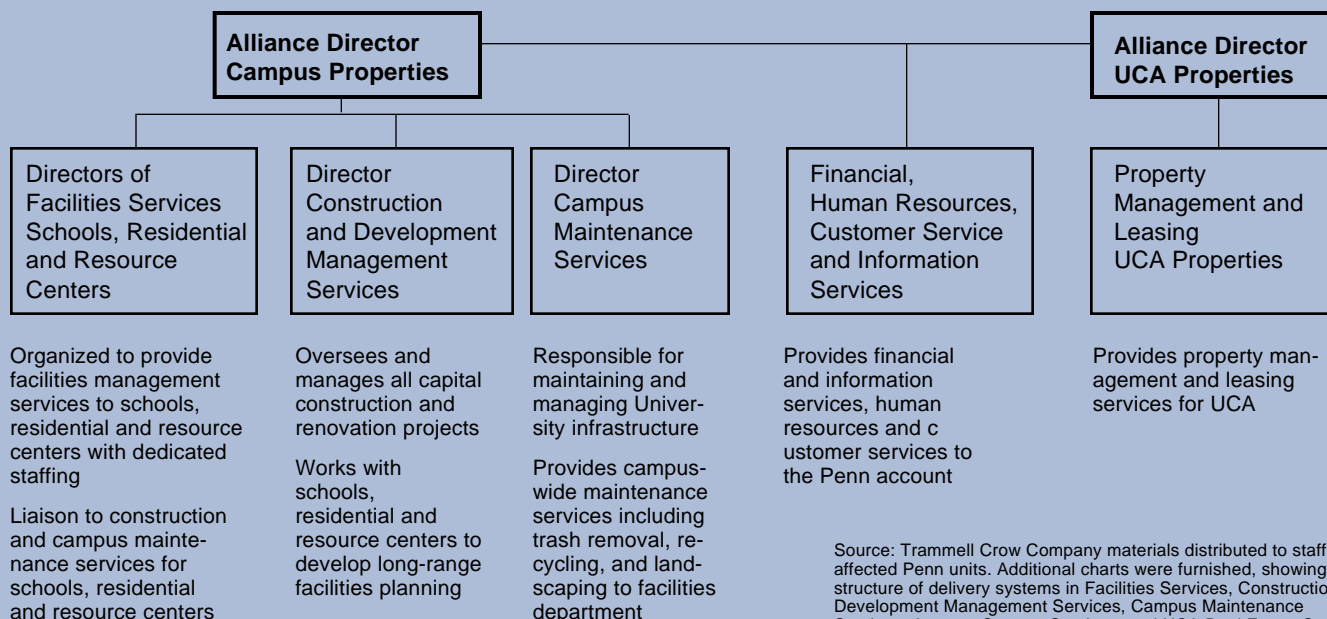 Alliance Director
Campus Properties
Alliance Director
UCA Properties
Directors of
Facilities Services
Schools, Residential
and Resource
Centers
Director
Construction
and Development
Management
Services
Director
Campus
Maintenance
Services
Financial,
Human Resources,
Customer Service
and Information
Services
Property
Management and
Leasing
UCA Properties
Organized to provide
facilities management
services to schools,
residential and resource
centers with dedicated
staffing
Liaison to construction
and campus mainte-
nance services for
schools, residential
and resource centers
Oversees and
manages all capital
construction and
renovation projects
Works with
schools,
residential and
resource centers to
develop long-range
facilities planning
Responsible for
maintaining and
managing Univer-
sity infrastructure
Provides campus-
wide maintenance
services including
trash removal, re-
cycling, and land-
scaping to facilities
department
Provides financial
and information
services, human
resources and c
ustomer services to
the Penn account
Provides property man-
agement and leasing
services for UCA
Source: Trammell Crow Company materials distributed to staff
affected Penn units. Additional charts were furnished, showing
structure of delivery systems in Facilities Services, Constructio
Development Management Services, Campus Maintenance